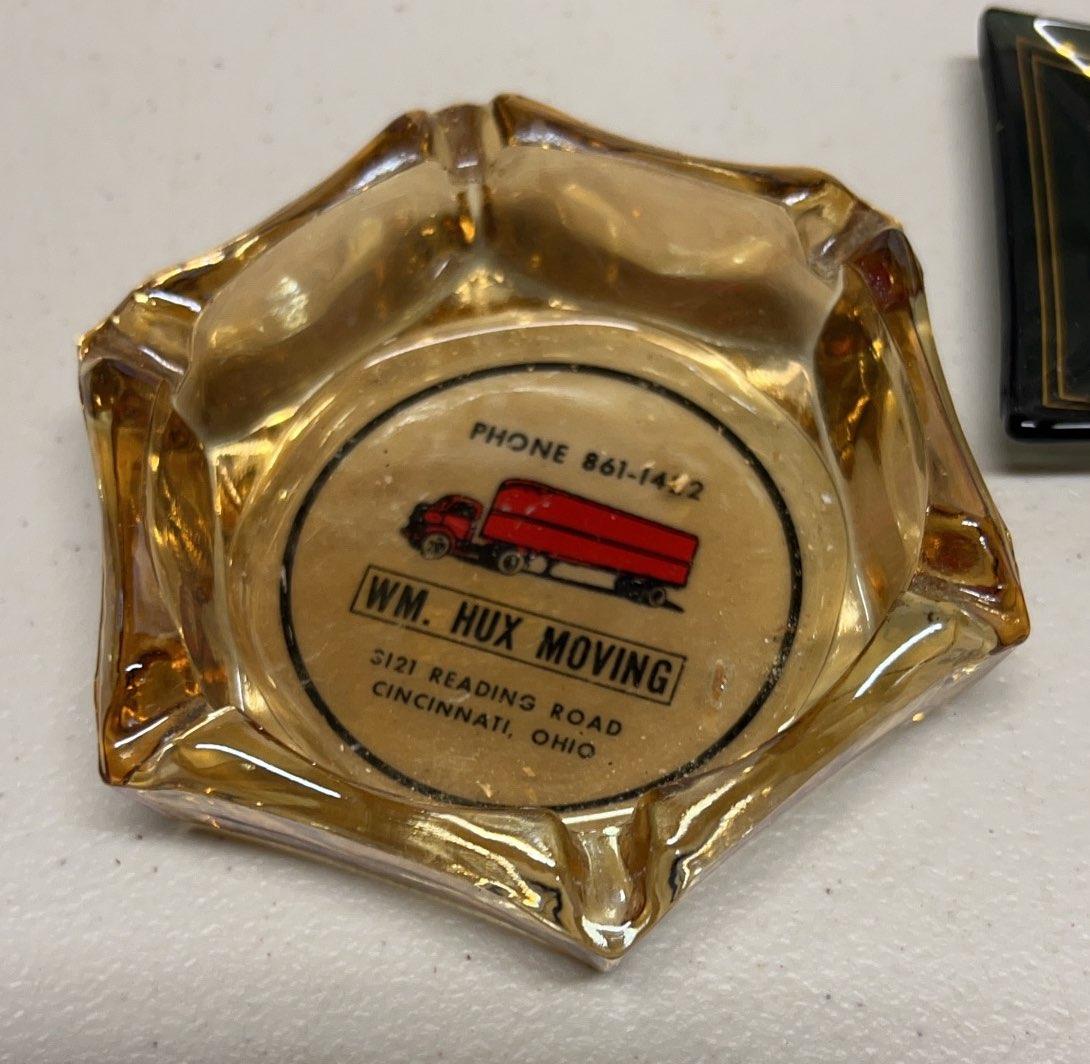 PHONE
WM. HUX MOVING
3121 READING ROAD
CINCINNATI, OHIO